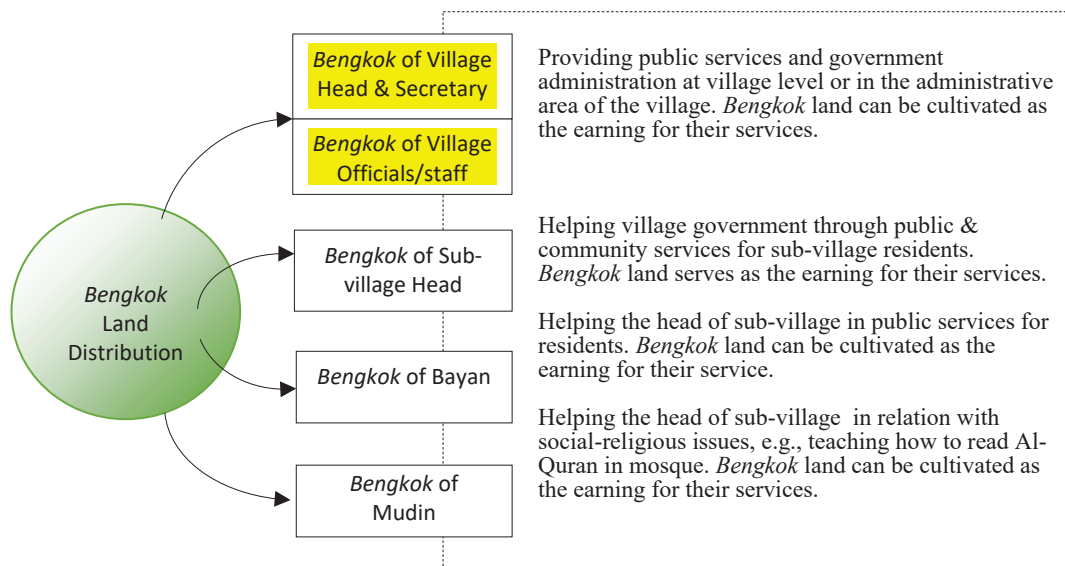 Bengkok
Land
Distribution
Bengkok of Village
Head & Secretary
Bengkok of Village
Officials/staff
Providing public services and government
administration at village level or in the administrative
area of the village. Bengkok land can be cultivated as
the earning for their services.
Bengkok of Sub-
village Head
Helping village government through public &
community services for sub-village residents.
Bengkok land serves as the earning for their services.
Bengkok of Bayan
Helping the head of sub-village in public services for
residents. Bengkok land can be cultivated as the
earning for their service.
Bengkok of
Mudin
Helping the head of sub-village in relation with
social-religious issues, e.g., teaching how to read Al-
Quran in mosque. Bengkok land can be cultivated as
the earning for their services.